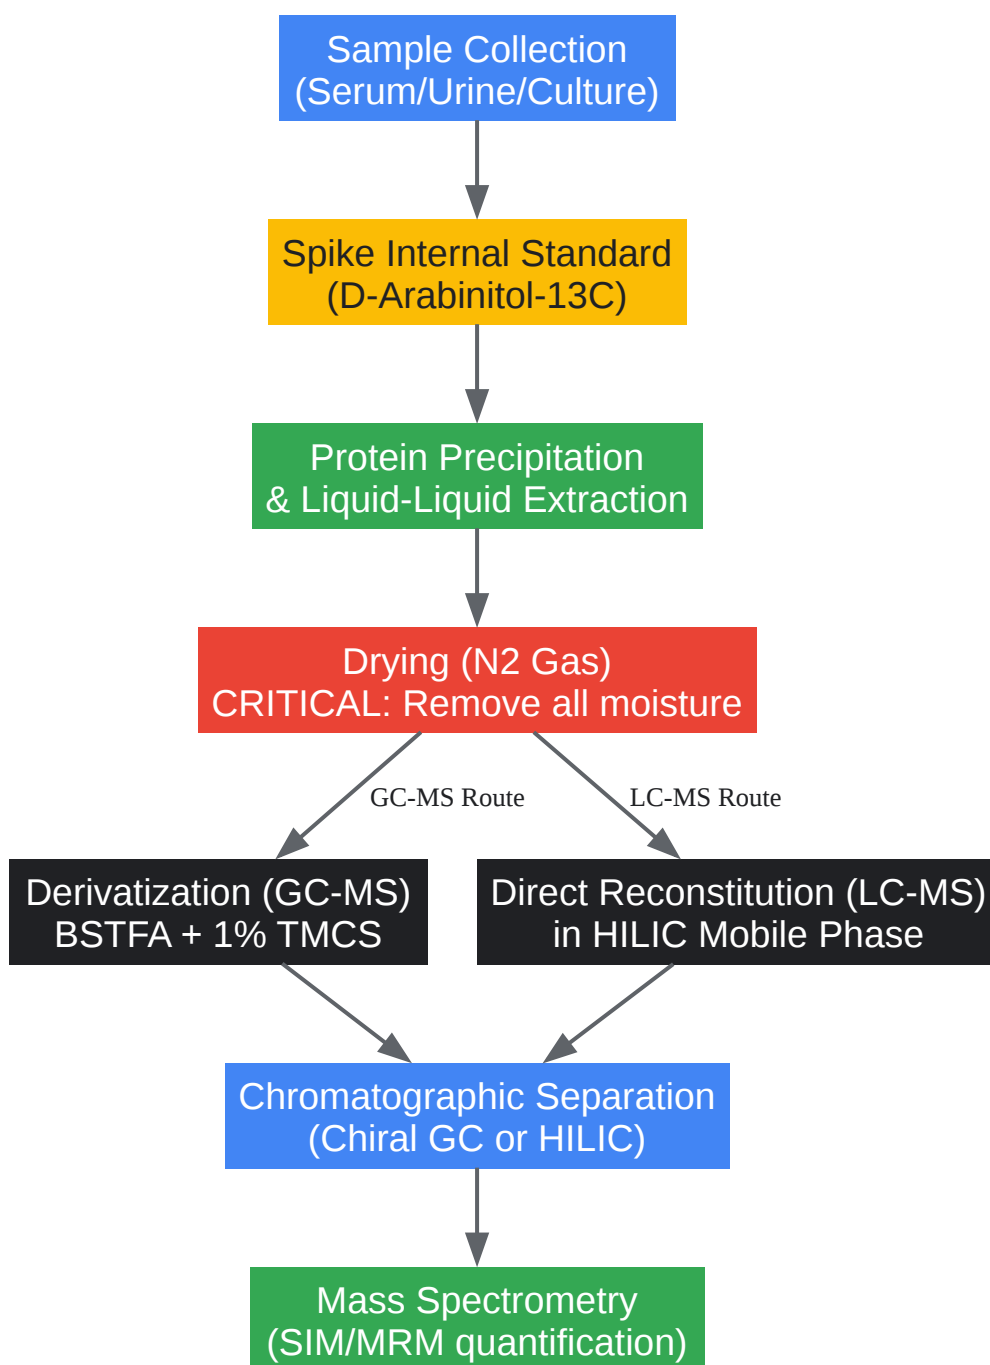 Sample Collection
(Serum/Urine/Culture)
Spike Internal Standard
(D-Arabinitol-13C)
Protein Precipitation
& Liquid-Liquid Extraction
Drying (N2 Gas)
CRITICAL: Remove all moisture
GC-MS Route
LC-MS Route
Derivatization (GC-MS)
BSTFA + 1% TMCS
Direct Reconstitution (LC-MS)
in HILIC Mobile Phase
Chromatographic Separation
(Chiral GC or HILIC)
Mass Spectrometry
(SIM/MRM quantification)